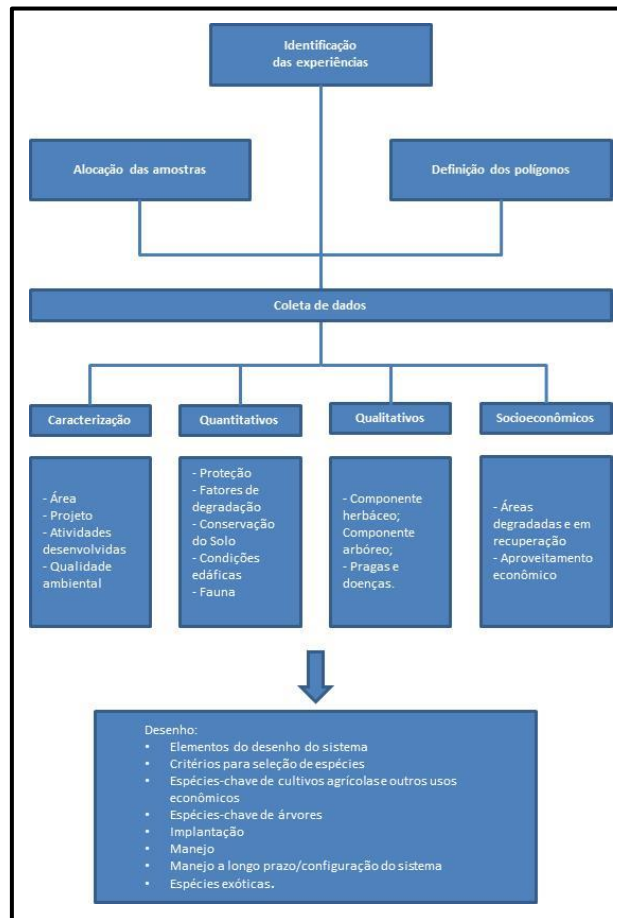 Identificação
das experiências
Alocação das amostras
Definição dos polígonos
Coleta de dados
Caracterização
Quantitativos
Qualitativos
Socioeconômicos
- Área
- Projeto
- Atividades
desenvolvidas
- Qualidade
ambiental
- Proteção
- Fatores de
degradação
- Conservação
do Solo
- Condições
edáficas
- Fauna
- Componente
herbáceo;
Componente
arbóreo;
- Pragas e
doenças.
- Áreas
degradadas e em
recuperação
- Aproveitamento
econômico
Desenho:
• Elementos do desenho do sistema
• Critérios para seleção de espécies
• Espécies-chave de cultivos agrícolas e outros usos
econômicos
• Espécies-chave de árvores
• Implantação
• Manejo
• Manejo a longo prazo/configuração do sistema
• Espécies exóticas.